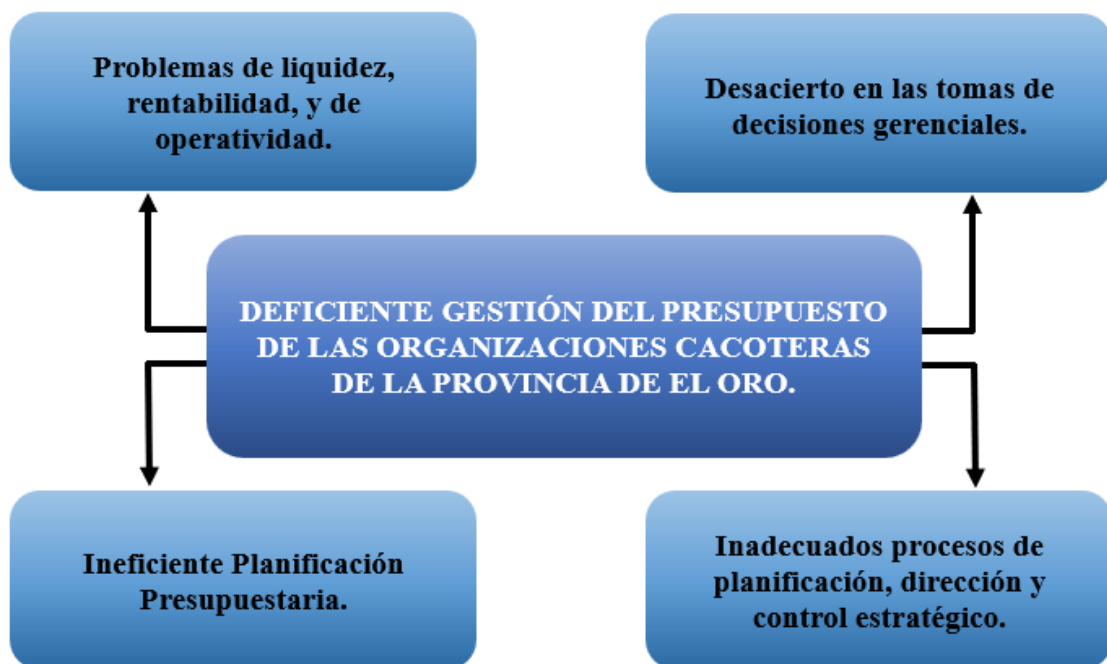 Problemas de liquidez,
rentabilidad, y de
operatividad.
Desacierto en las tomas de
decisiones gerenciales.
DEFICIENTE GESTIÓN DEL PRESUPUESTO
DE LAS ORGANIZACIONES CACOTERAS
DE LA PROVINCIA DE EL ORO.
Ineficiente Planificación
Presupuestaria.
Inadecuados procesos de
planificación, dirección y
control estratégico.